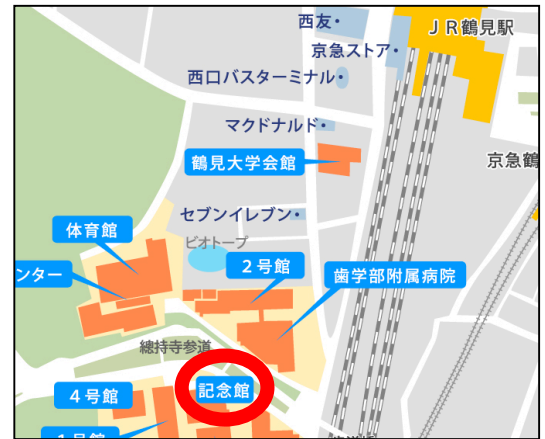 西友・
JR鶴見駅
京急ストア・
西口バスターミナル・
マクドナルド・
鶴見大学会館
京急鶴
セブンイレブン・
体育館
ビオトープ
2号館
ンター
歯学部附属病院
總持寺参道
記念館
4号館
1号館